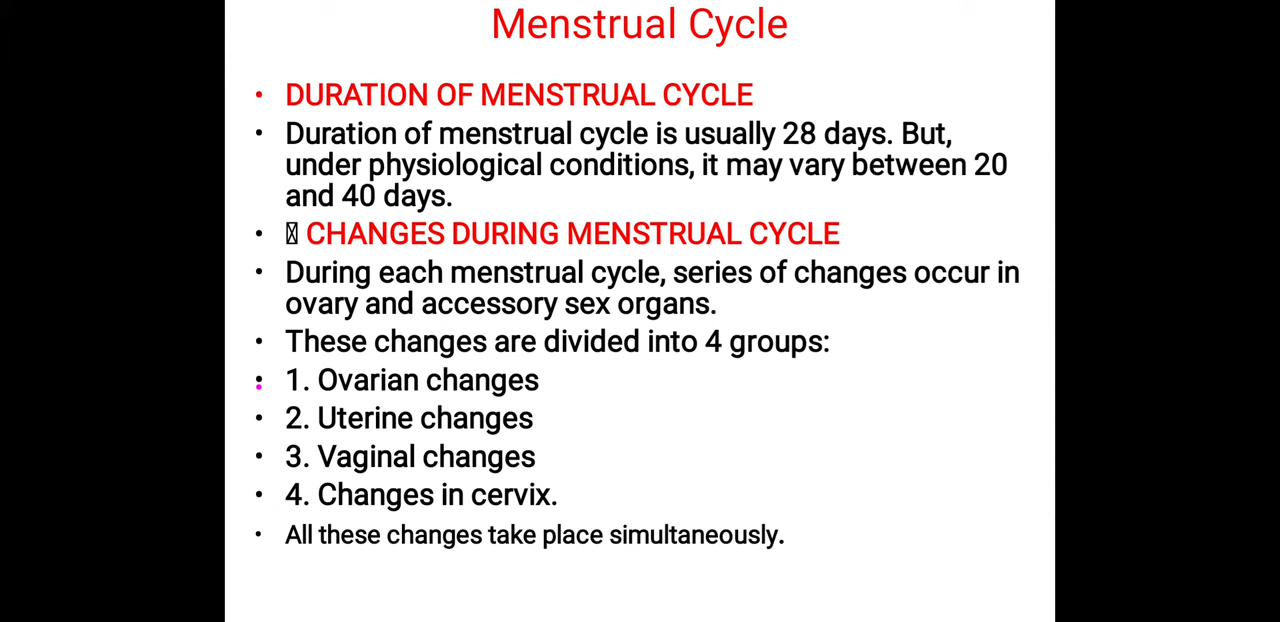 Menstrual Cycle
• DURATION OF MENSTRUAL CYCLE
• Duration of menstrual cycle is usually 28 days. But,
under physiological conditions, it may vary between 20
and 40 days.
• CHANGES DURING MENSTRUAL CYCLE
• During each menstrual cycle, series of changes occur in
ovary and accessory sex organs.
• These changes are divided into 4 groups:
• 1. Ovarian changes
• 2. Uterine changes
• 3. Vaginal changes
• 4. Changes in cervix.
• All these changes take place simultaneously.